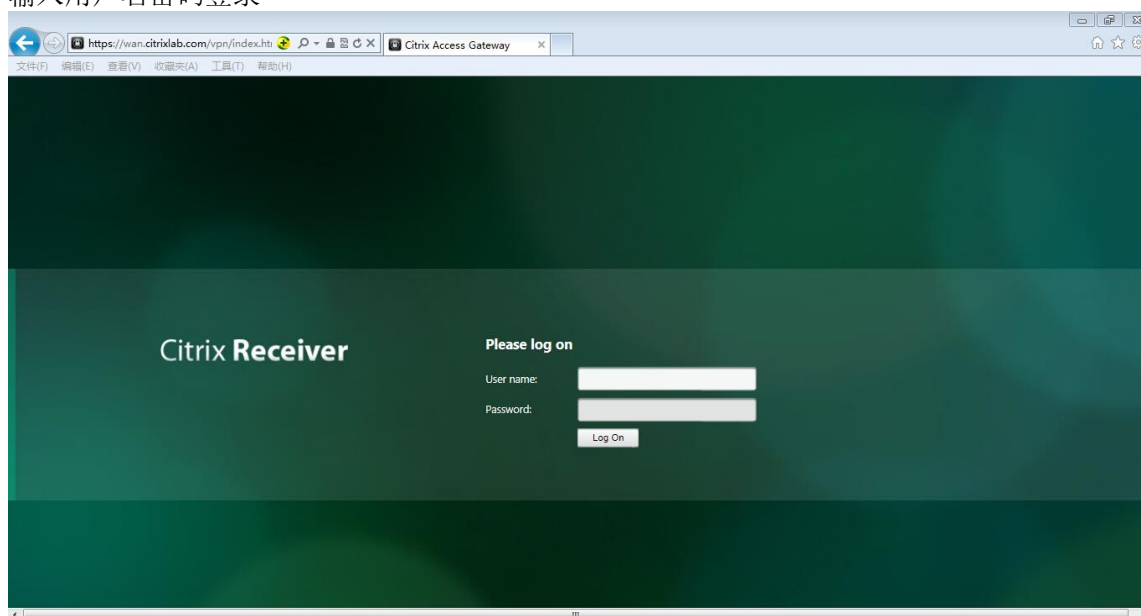 输入用户名密码登录
https://wan.citrixlab.com/vpn/index.ht
Citrix Access Gateway
文件(F) 编辑(E) 查看(V) 收藏夹(A) 工具(T) 帮助(H)
Citrix Receiver
Please log on
User name:
Password:
Log On